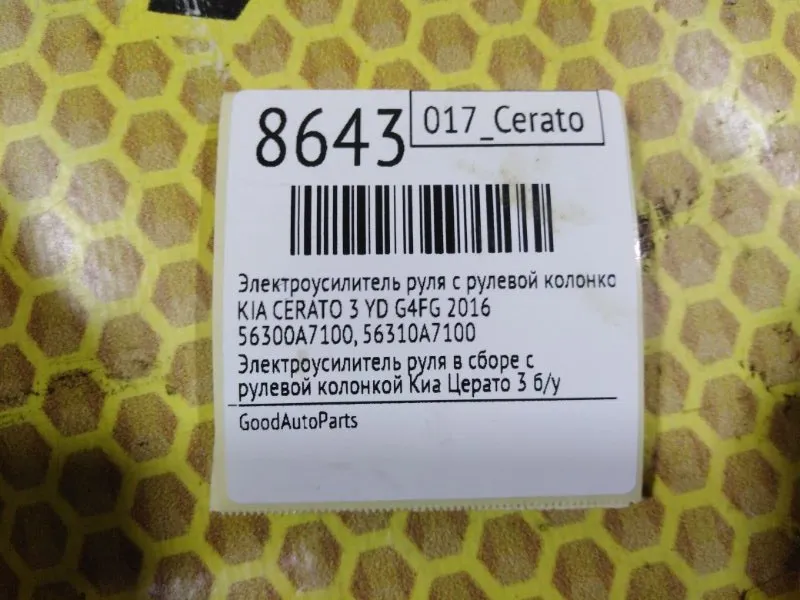 8643
017_Cerato
Электроусилитель руля с рулевой колонко
KIA CERATO 3 YD G4FG 2016
56300A7100, 56310A7100
Электроусилитель руля в сборе с
рулевой колонкой Киа Церато 3 б/у
GoodAutoParts